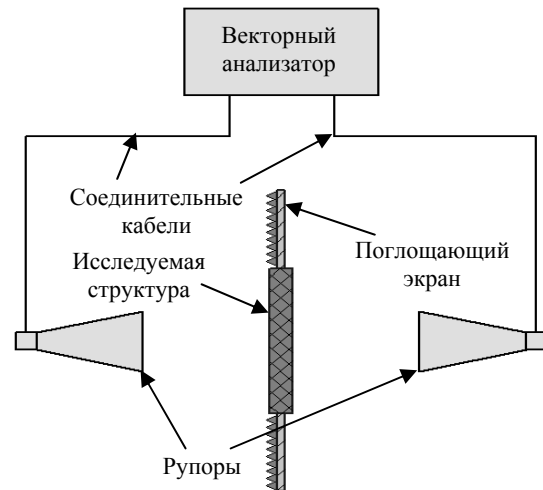 Векторный
анализатор
Соединительные
кабели
Поглощающий
экран
Исследуемая
структура
Рупоры